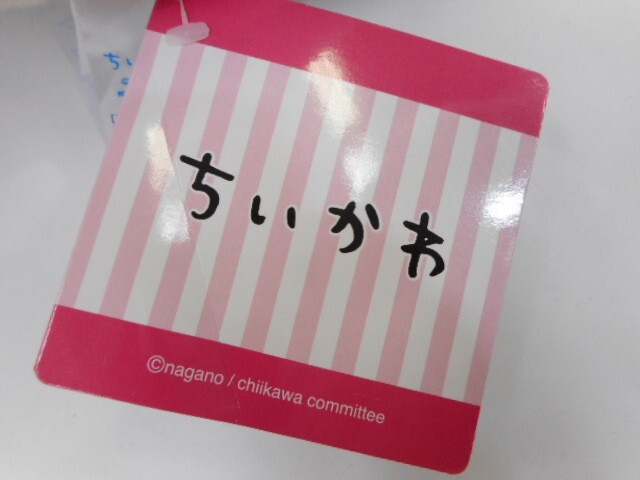 ちいかわ
©nagano / chiikawa committee